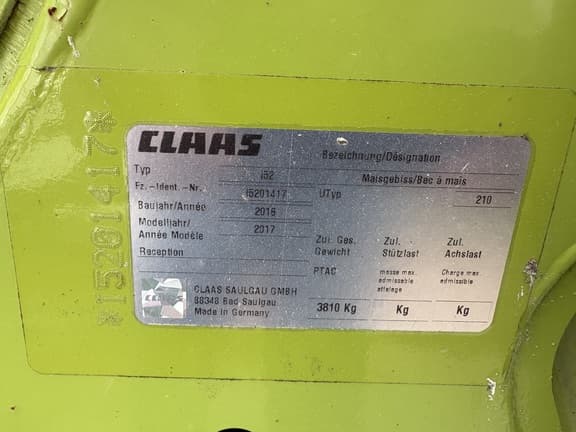 *I5201417*
CLAAS
Bezeichnung/Désignation
Typ I52 Maisgebiss/Bec à mais
Fz.-Ident.-Nr. I5201417 UTyp 210
Baujahr/Année 2016
Modelljahr/
Année Modèle 2017
Reception
Zul. Ges. Gewicht
Zul. Stützlast
Zul. Achslast
PTAC
masse max. admissible attelage
Charge max admissible
CLAAS
CLAAS SAULGAU GMBH
88348 Bad Saulgau
Made in Germany
3810 Kg Kg Kg